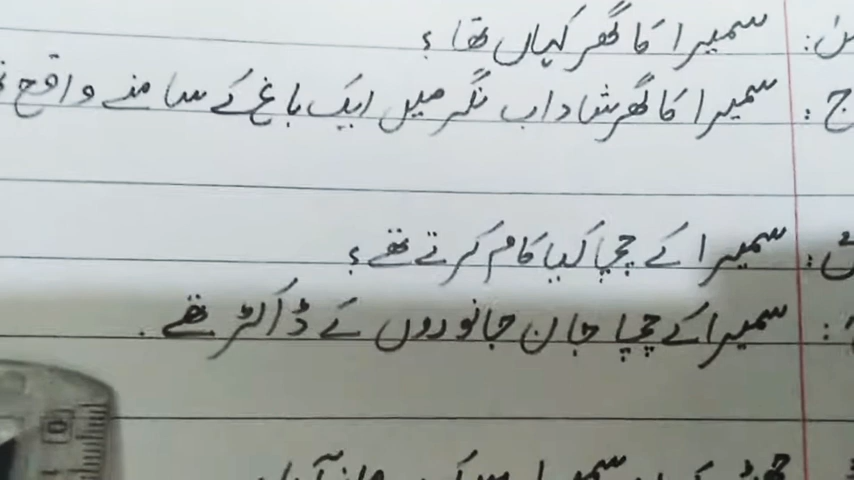 س: سمیرا کا گھر کہاں تھا؟
ج: سمیرا کا گھر شاداب نگر میں ایک باغ کے سامنے واقع
س: سمیرا کے چچا کیا کام کرتے تھے؟
ج: سمیرا کے چچا جان جانوروں کے ڈاکٹر تھے۔
0